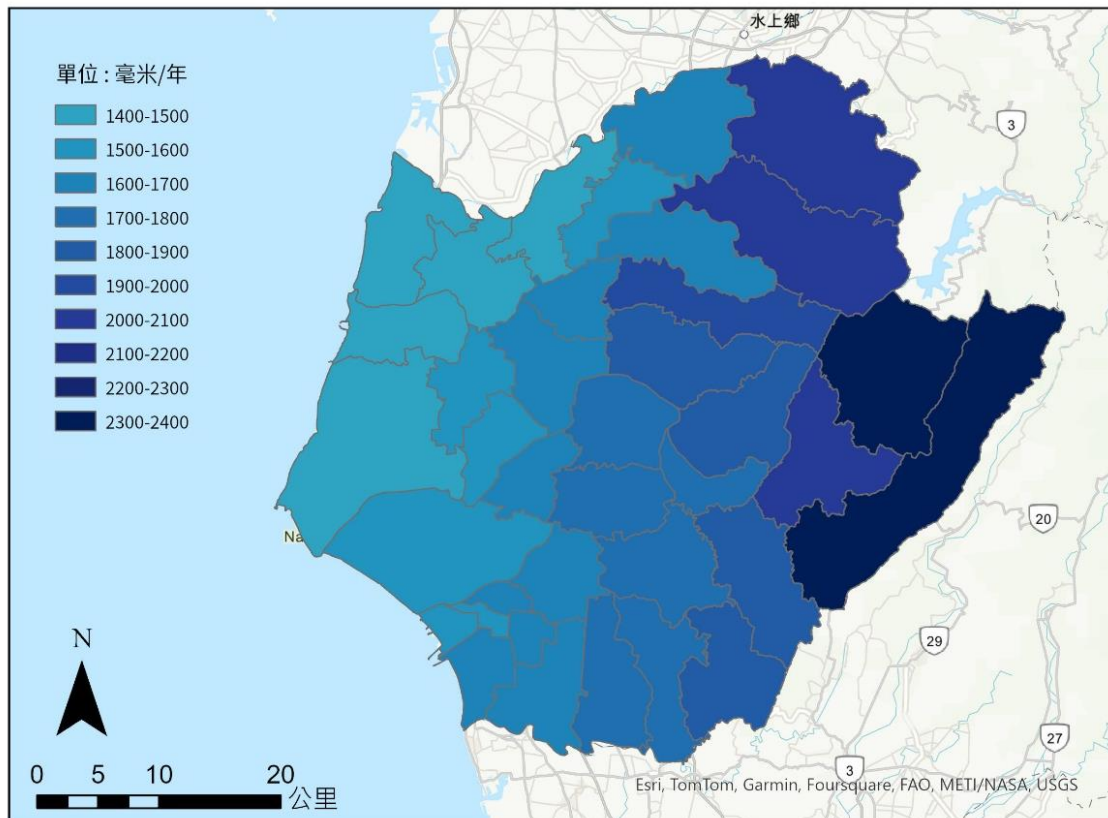 水上鄉
單位 : 毫米/年
1400-1500
1500-1600
1600-1700
1700-1800
1800-1900
1900-2000
2000-2100
2100-2200
2200-2300
2300-2400
3
20
Na
29
N
27
3
0 5 10 20
公里
Esri, TomTom, Garmin, Foursquare, FAO, METI/NASA, USGS